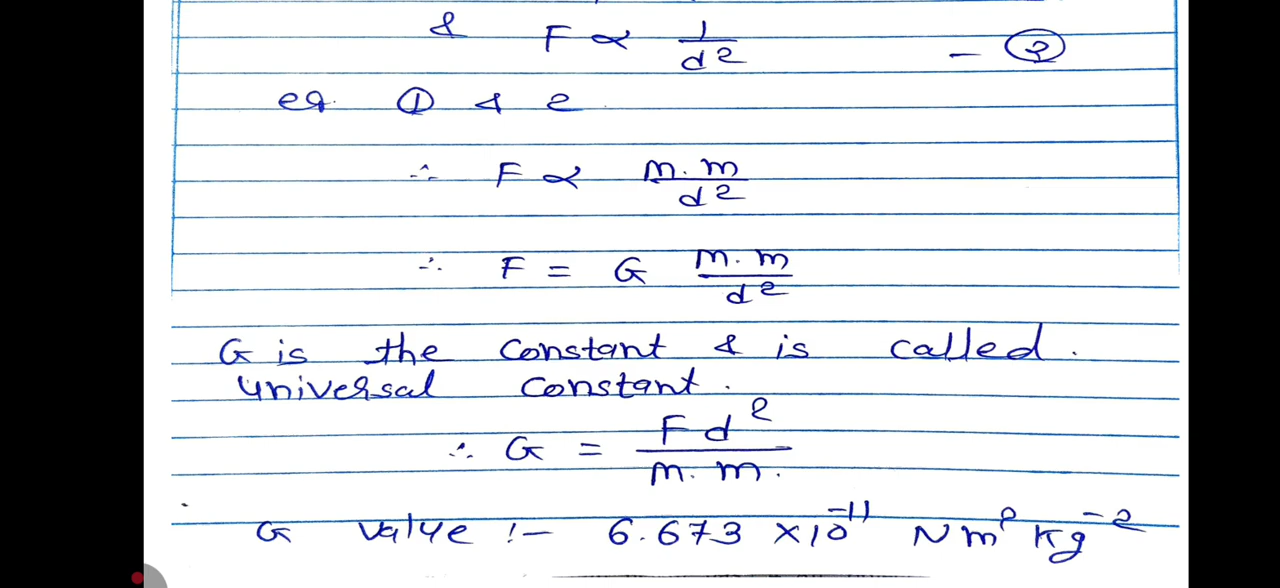 & F ∝ 1/d² - ②
eq. ① & 2
∴ F ∝ m.m/d²
∴ F = G m.m/d²
G is the constant & is called.
universal constant.
∴ G = Fd²/m.m.
G value :- 6.673 ×10⁻¹¹ Nm² Kg⁻²